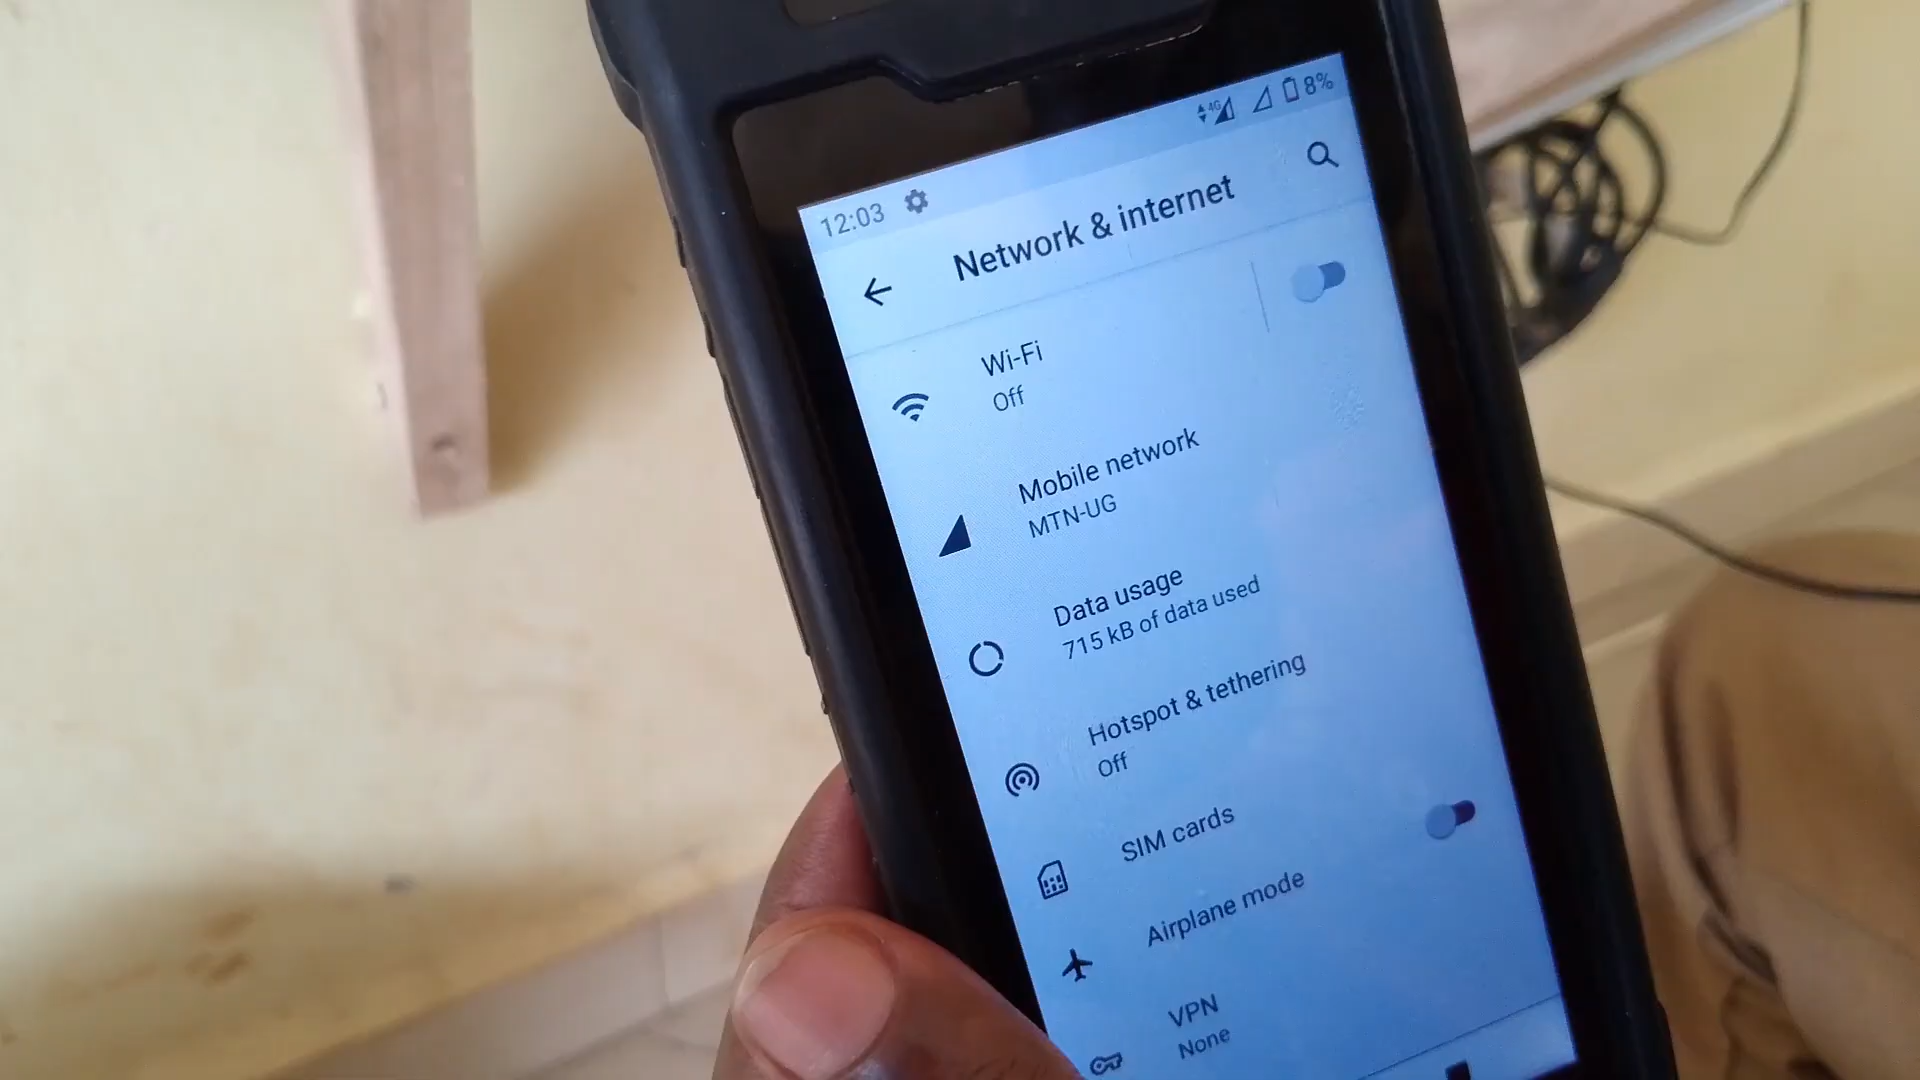 12:03
4G
8%
Network & internet
Wi-Fi
Off
Mobile network
MTN-UG
Data usage
715 kB of data used
Hotspot & tethering
Off
SIM cards
Airplane mode
VPN
None